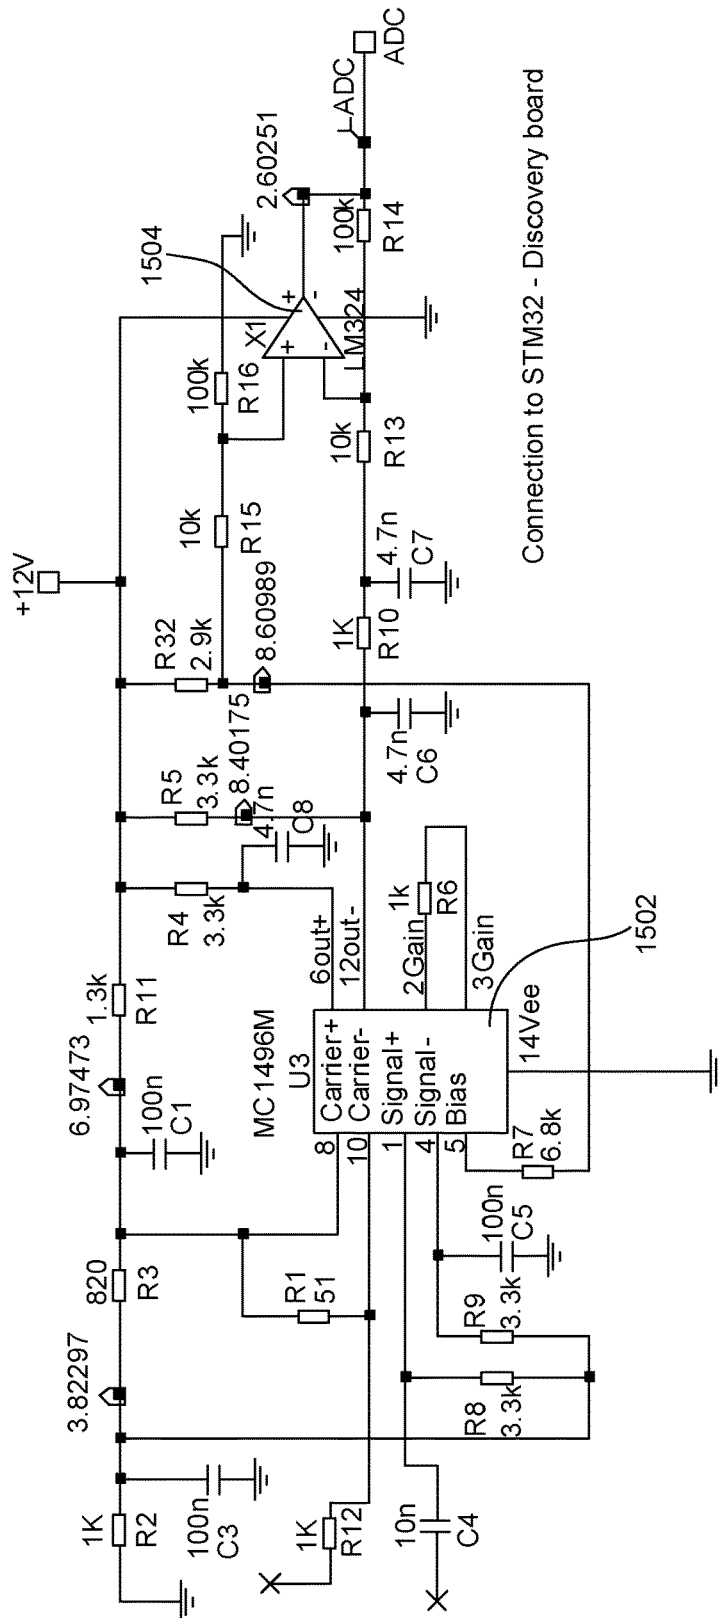 +12V
1K
R2
100n
C3
3.82297
820
R3
100n
C1
6.97473
1.3k
R11
R4
3.3k
R5
3.3k
8.40175
4.7n
C8
R32
2.9k
8.60989
10k
R15
100k
R16
1504
X1
+
-
+
-
LM324
2.60251
100k
R14
ADC
ADC
10k
R13
4.7n
C7
1K
R10
4.7n
C6
R1
51
1K
R12
10n
C4
R8
3.3k
R9
3.3k
100n
C5
R7
6.8k
MC1496M
U3
8
Carrier+
6out+
10
Carrier-
12out-
1
Signal+
2Gain
4
Signal-
3Gain
5
Bias
14Vee
1k
R6
1502
Connection to STM32 - Discovery board